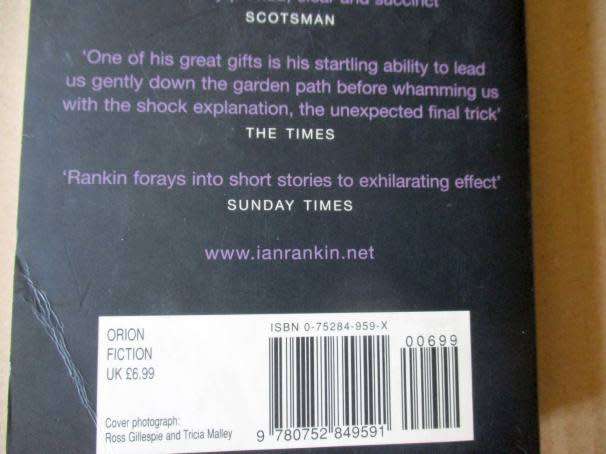 clear and succinct
SCOTSMAN
'One of his great gifts is his startling ability to lead
us gently down the garden path before whamming us
with the shock explanation, the unexpected final trick'
THE TIMES
'Rankin forays into short stories to exhilarating effect'
SUNDAY TIMES
www.ianrankin.net
ORION
FICTION
UK £6.99
ISBN 0-75284-959-X
00699
Cover photograph:
Ross Gillespie and Tricia Malley
9 780752 849591